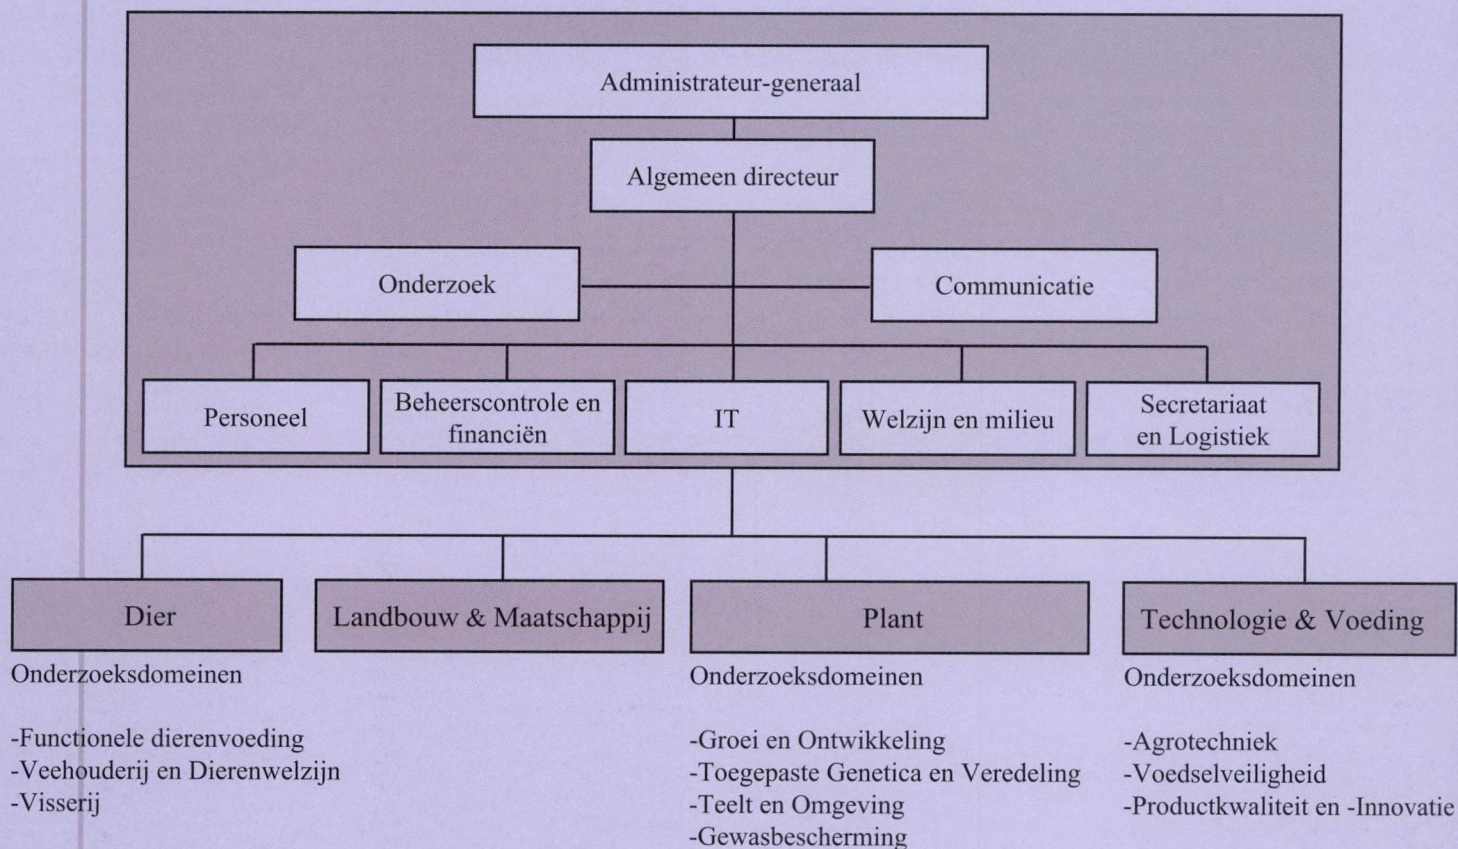 Administrateur-generaal
Algemeen directeur
Onderzoek
Communicatie
Personeel
Beheerscontrole en
financiën
IT
Welzijn en milieu
Secretariaat
en Logistiek
Dier
Landbouw & Maatschappij
Plant
Technologie & Voeding
Onderzoeksdomeinen
-Functionele dierenvoeding
-Veehouderij en Dierenwelzijn
-Visserij
Onderzoeksdomeinen
-Groei en Ontwikkeling
-Toegepaste Genetica en Veredeling
-Teelt en Omgeving
-Gewasbescherming
Onderzoeksdomeinen
-Agrotechniek
-Voedselveiligheid
-Productkwaliteit en -Innovatie